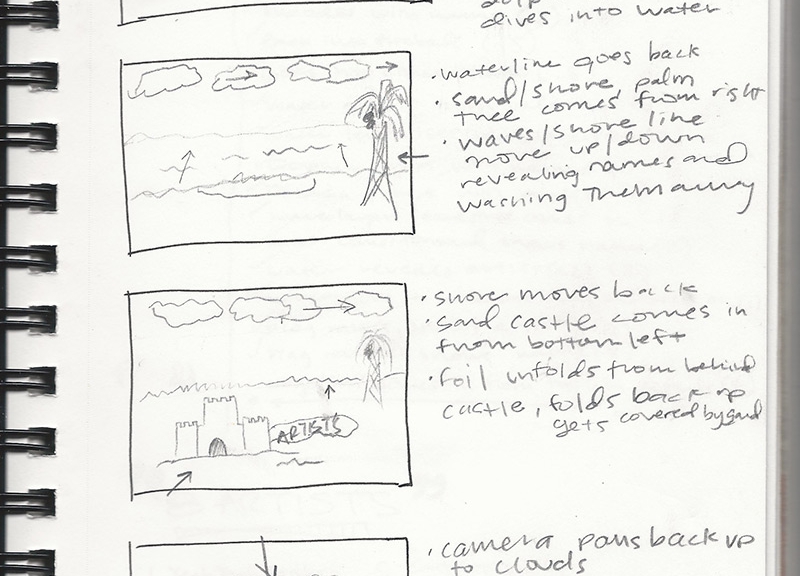 dives into water
• waterline goes back
• sand/shore palm
tree comes from right
• waves/shore line
move up/down
revealing names and
washing them away
• shore moves back
• sand castle comes in
from bottom left
• foil unfolds from behind
castle, folds back up
gets covered by sand
ARTISTS
• camera pans back up
to clouds